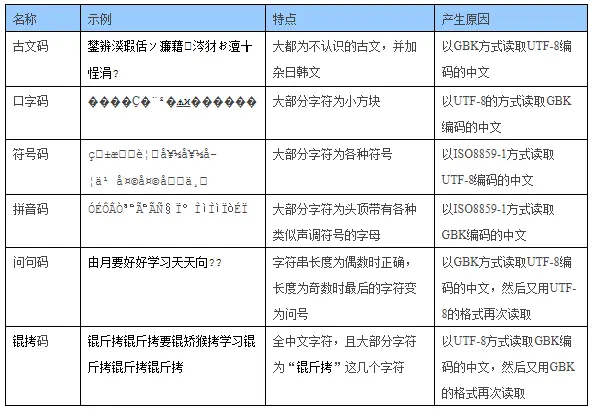 名称 示例 特点 产生原因
古文码
鐢辨湀瑕佸ソ濂藉涔犲ぉ澶╁
悜涓?
大都为不认识的古文，并加
杂日韩文
以GBK方式读取UTF-8编
码的中文
口字码
大部分字符为小方块
以UTF-8的方式读取GBK
编码的中文
符号码
大部分字符为各种符号
以ISO8859-1方式读取
UTF-8编码的中文
拼音码
ÓÉÔÂÒªºÃºÃÑ§Ï° ÌìÌìÏòÉÏ
大部分字符为头顶带有各种
类似声调符号的字母
以ISO8859-1方式读取
GBK编码的中文
问句码
由月要好好学习天天向??
字符串长度为偶数时正确，
长度为奇数时最后的字符变
为问号
以GBK方式读取UTF-8编
码的中文，然后又用UTF-
8的格式再次读取
锟拷码
锟斤拷锟斤拷要锟矫猴拷学习锟
斤拷锟斤拷锟斤拷
全中文字符，且大部分字符
为“锟斤拷”这几个字符
以UTF-8方式读取GBK编
码的中文，然后又用GBK
的格式再次读取